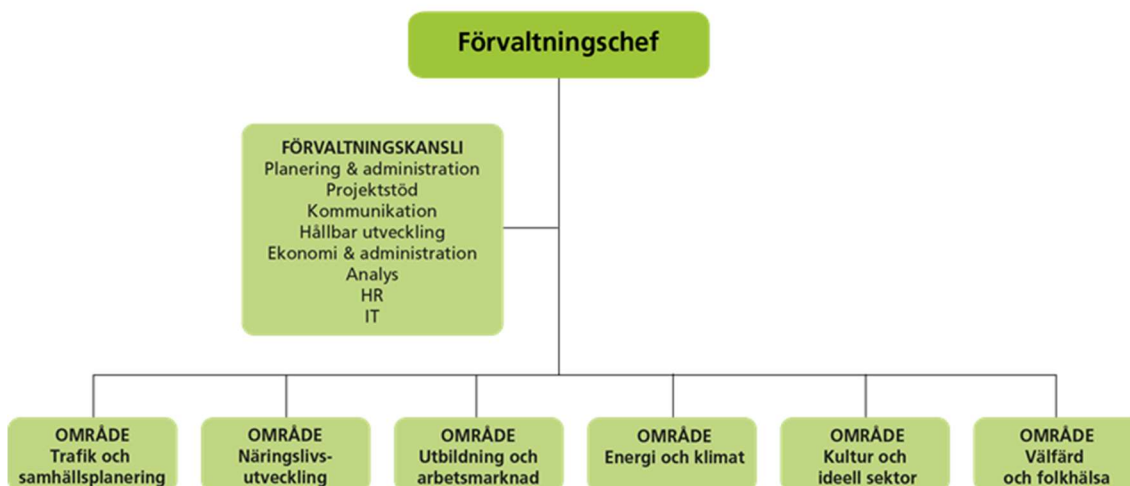 Förvaltningschef
FÖRVALTNINGSKANSLI
Planering & administration
Projektstöd
Kommunikation
Hållbar utveckling
Ekonomi & administration
Analys
HR
IT
OMRÅDE
Trafik och
samhällsplanering
OMRÅDE
Näringslivs-
utveckling
OMRÅDE
Utbildning och
arbetsmarknad
OMRÅDE
Energi och klimat
OMRÅDE
Kultur och
ideell sektor
OMRÅDE
Välfärd
och folkhälsa